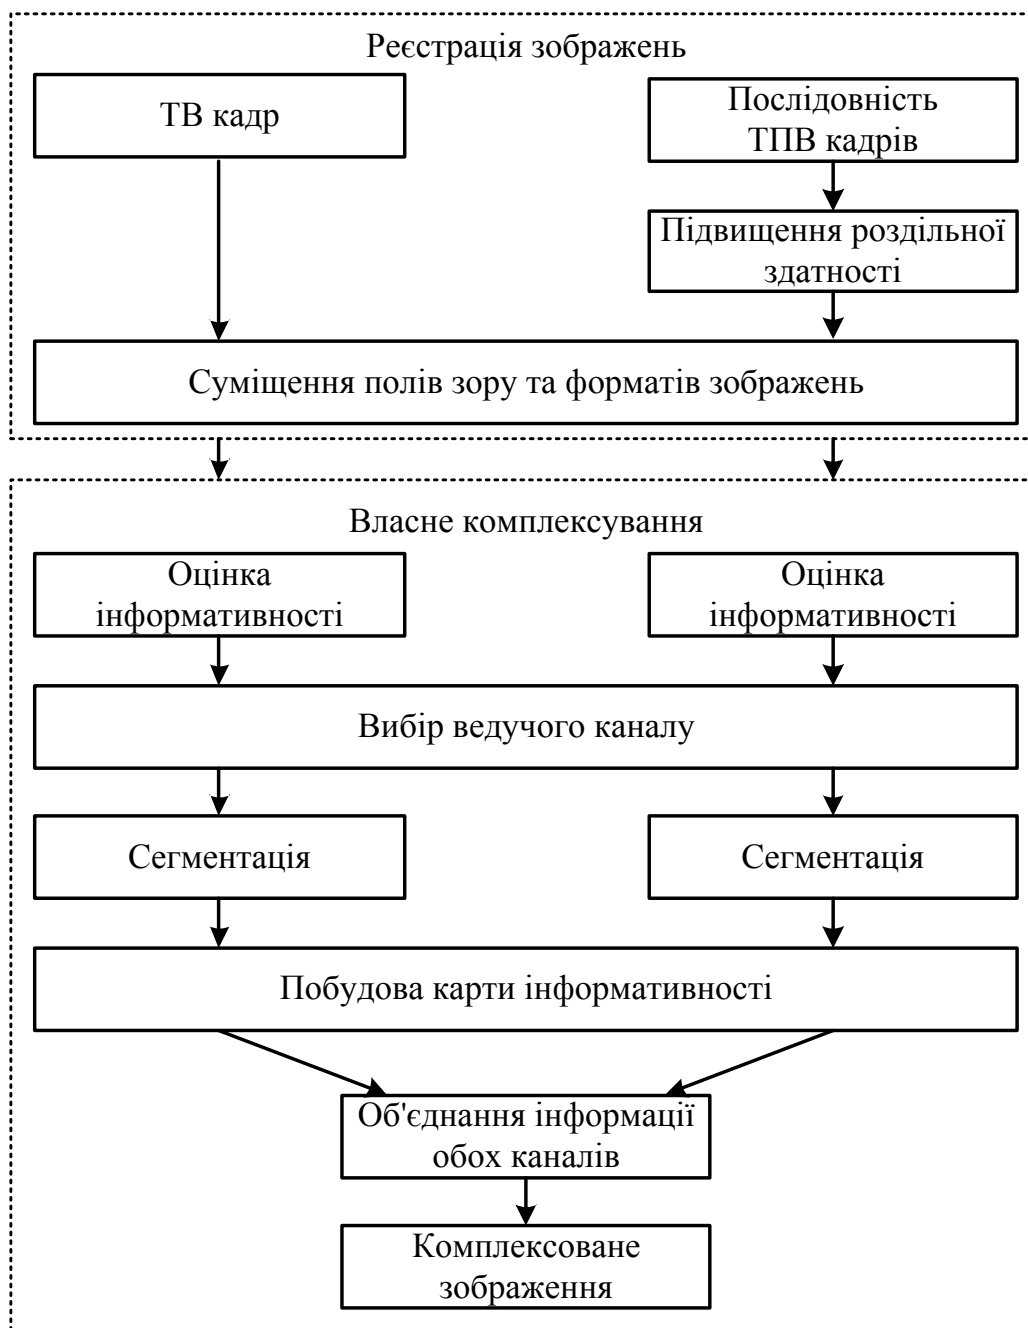 Реєстрація зображень
ТВ кадр
Послідовність
ТПВ кадрів
Підвищення роздільної
здатності
Суміщення полів зору та форматів зображень
Власне комплексування
Оцінка
інформативності
Оцінка
інформативності
Вибір ведучого каналу
Сегментація
Сегментація
Побудова карти інформативності
Об'єднання інформації
обох каналів
Комплексоване
зображення